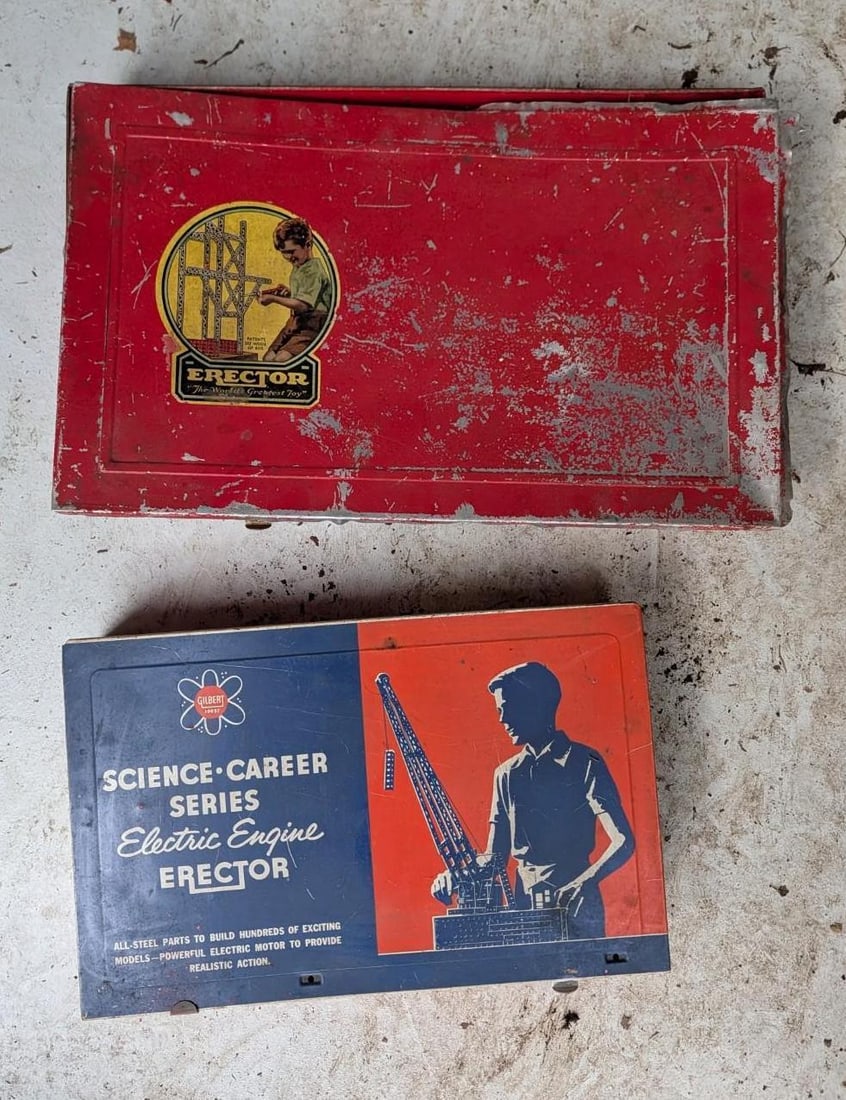 ERECTOR
"The World's Greatest Toy"
GILBERT
SCIENCE·CAREER
SERIES
Electric Engine
ERECTOR
ALL-STEEL PARTS TO BUILD HUNDREDS OF EXCITING
MODELS—POWERFUL ELECTRIC MOTOR TO PROVIDE
REALISTIC ACTION.